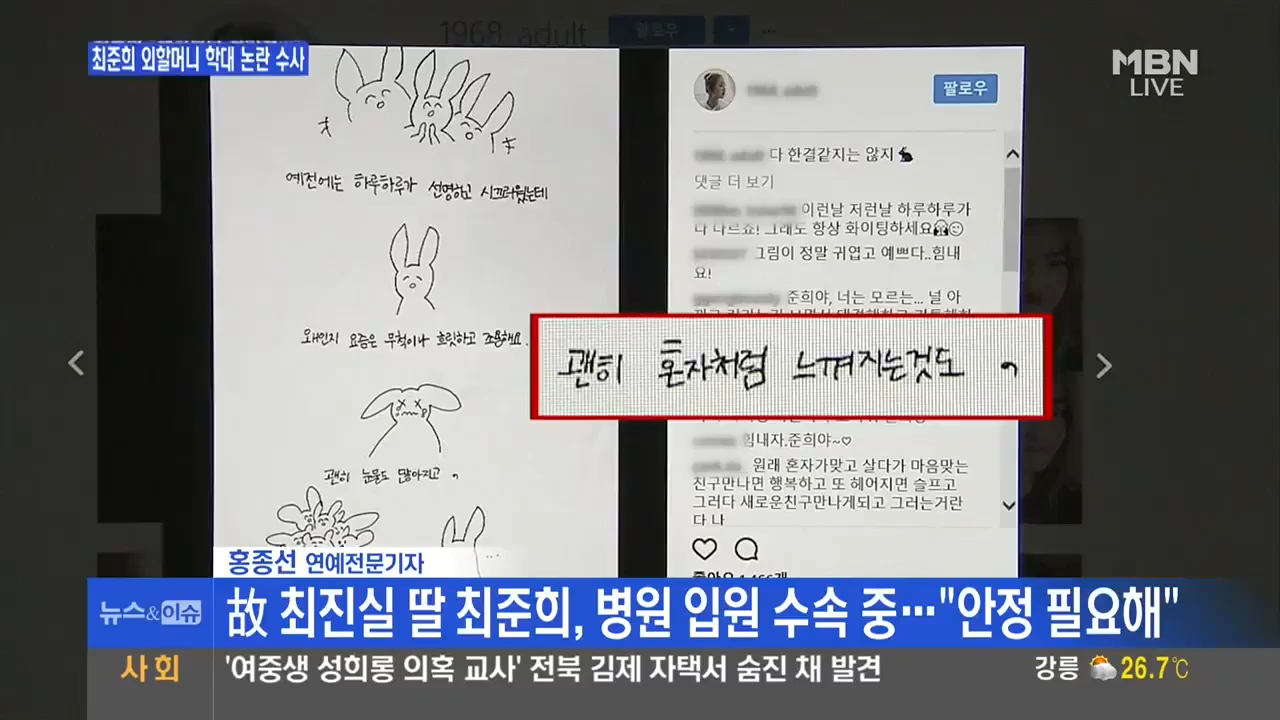 최준희 외할머니 학대 논란 수사
MBN
LIVE
1968_adult
팔로우
팔로우
예전에는 하루하루가 선명하고 시끄러웠는데
왜인지 요즘은 무척이나 흐릿하고 조용해요.
괜히 눈물도 많아지고 ,
괜히 혼자처럼 느껴지는것도 ,
다 한결같지는 않지
댓글 더 보기
이런날 저런날 하루하루가
다 다르죠! 그래도 항상 화이팅하세요
그림이 정말 귀엽고 예쁘다..힘내
요!
준희야, 너는 모르는... 널 아
힘내자.준희야~♡
원래 혼자가맞고 살다가 마음맞는
친구만나면 행복하고 또 헤어지면 슬프고
그러다 새로운친구만나게되고 그러는거란
다 나
홍종선 연예전문기자
뉴스&이슈
故 최진실 딸 최준희, 병원 입원 수속 중…"안정 필요해"
사회
'여중생 성희롱 의혹 교사' 전북 김제 자택서 숨진 채 발견
강릉 26.7℃